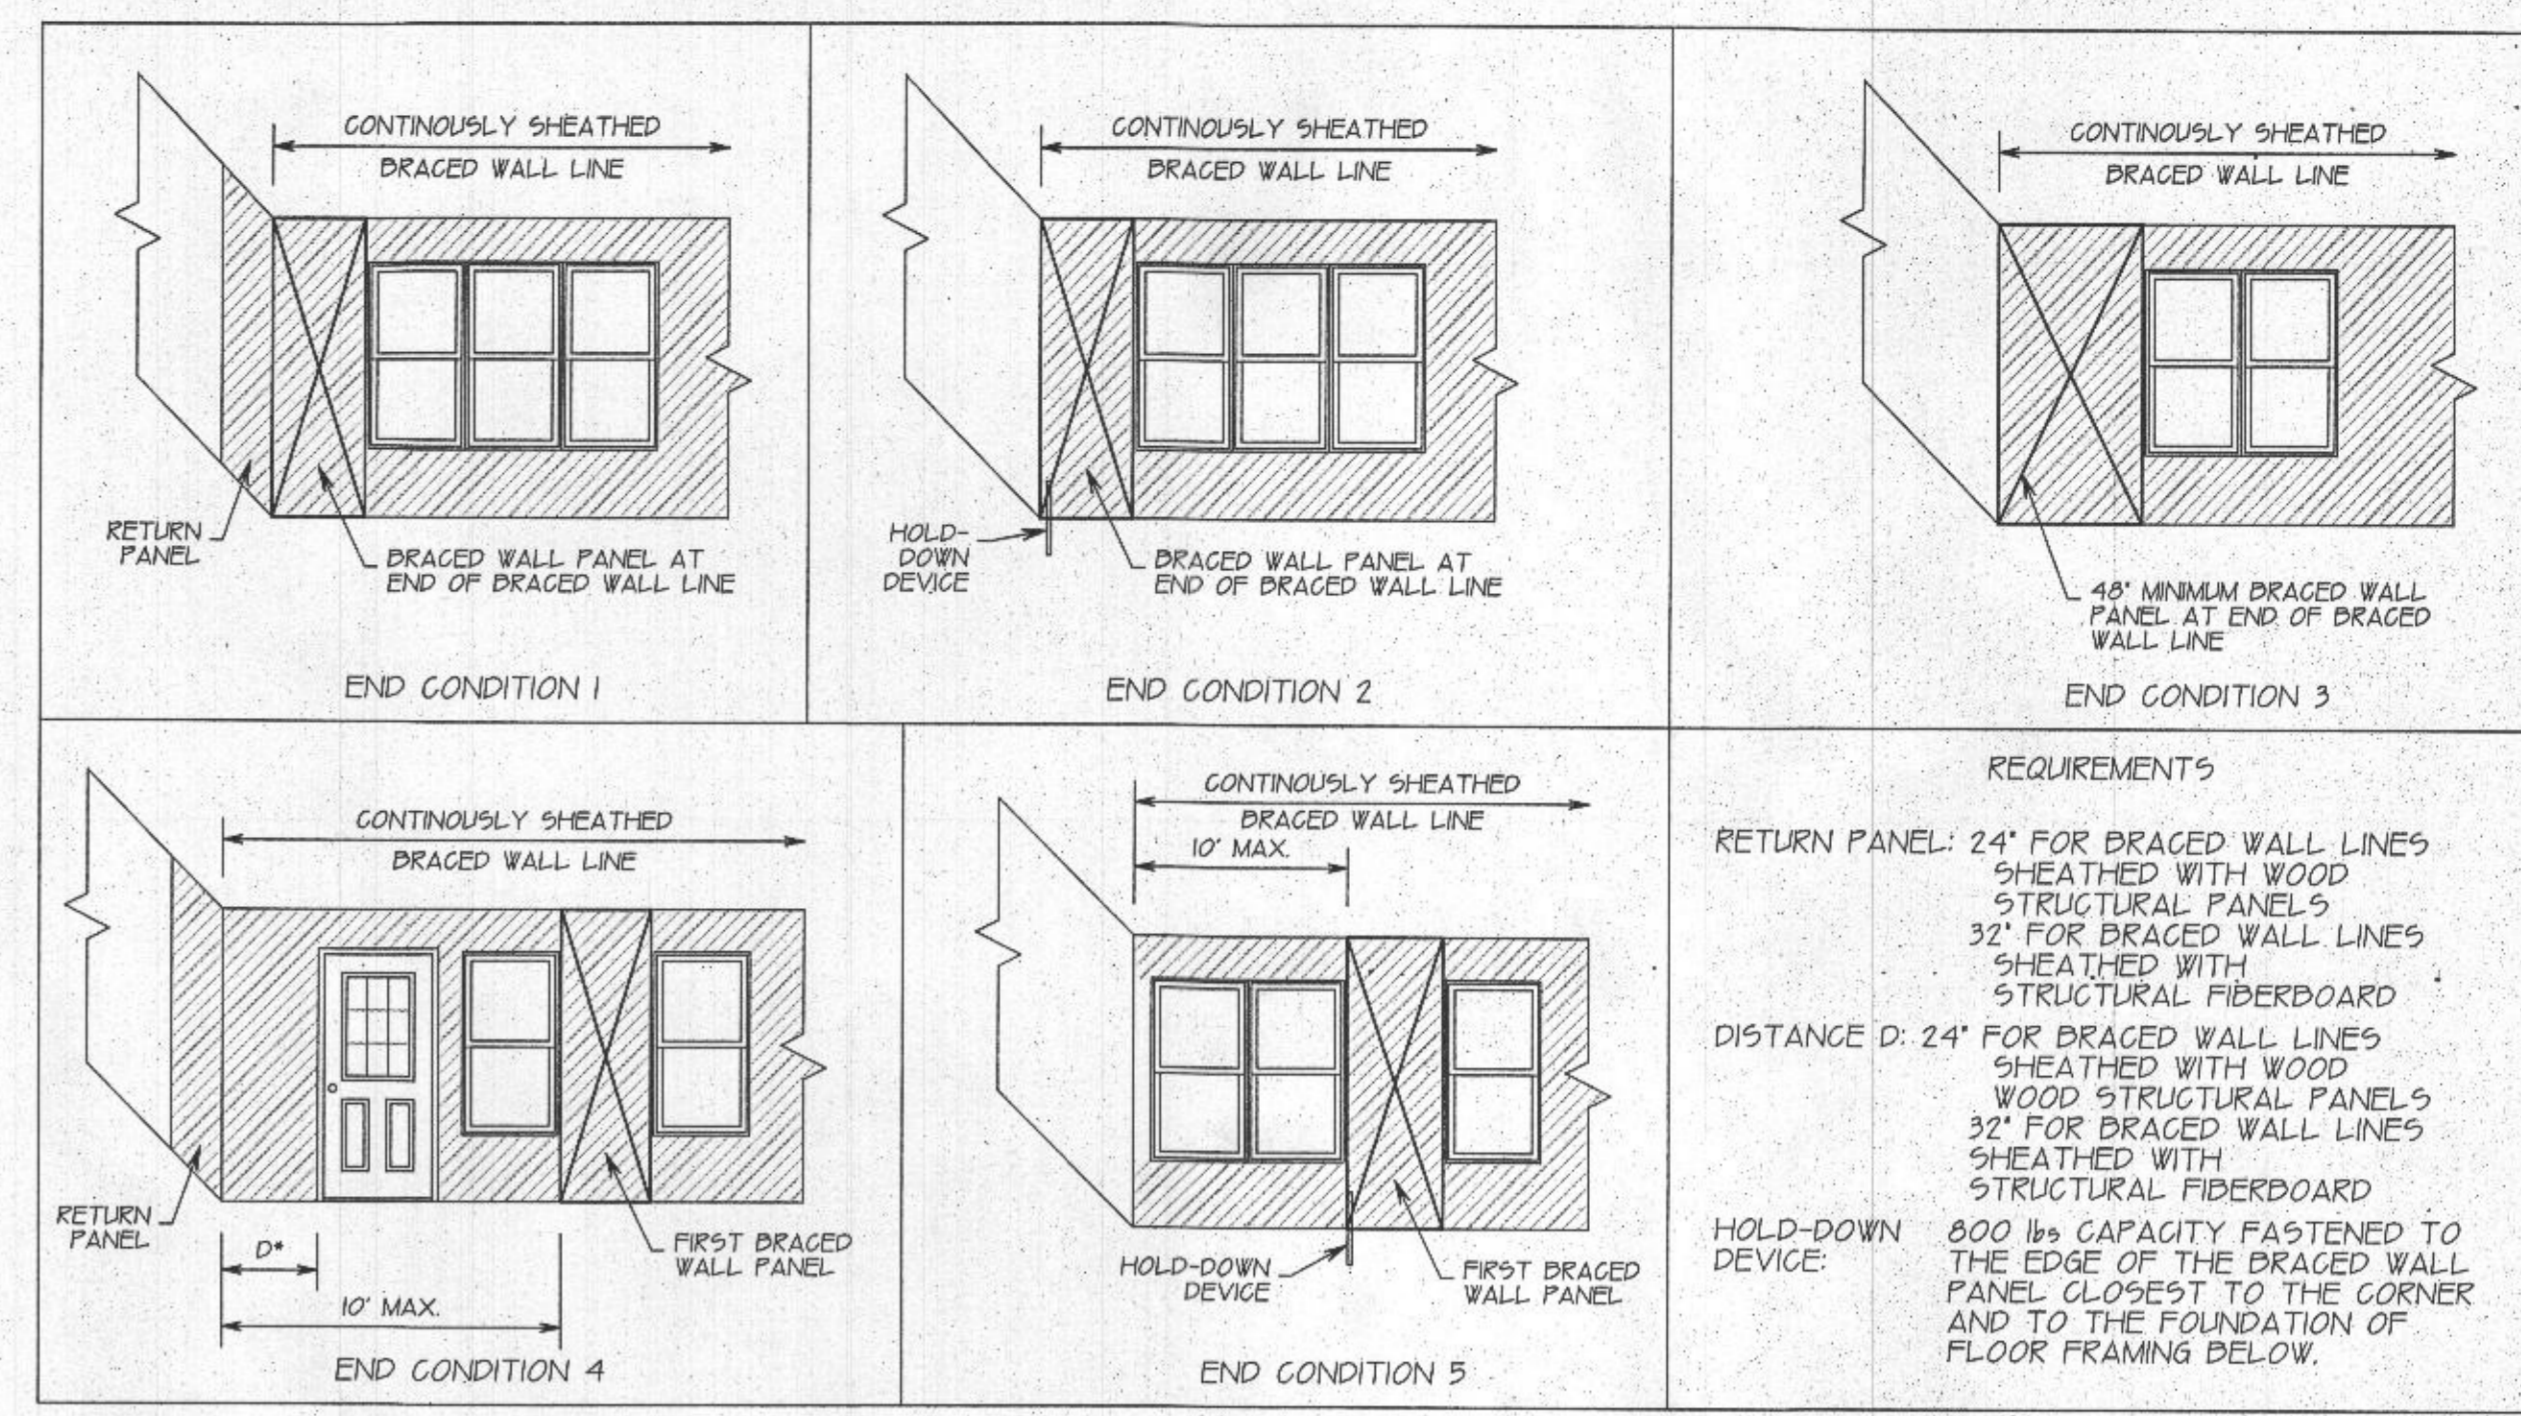 CONTINOUSLY SHEATHED
BRACED WALL LINE
RETURN
PANEL
BRACED WALL PANEL AT
END OF BRACED WALL LINE
END CONDITION 1
CONTINOUSLY SHEATHED
BRACED WALL LINE
HOLD-
DOWN
DEVICE
BRACED WALL PANEL AT
END OF BRACED WALL LINE
END CONDITION 2
CONTINOUSLY SHEATHED
BRACED WALL LINE
48" MINIMUM BRACED WALL
PANEL AT END OF BRACED
WALL LINE
END CONDITION 3
CONTINOUSLY SHEATHED
BRACED WALL LINE
RETURN
PANEL
D*
10' MAX.
FIRST BRACED
WALL PANEL
END CONDITION 4
CONTINOUSLY SHEATHED
BRACED WALL LINE
10' MAX.
HOLD-DOWN
DEVICE
FIRST BRACED
WALL PANEL
END CONDITION 5
REQUIREMENTS
RETURN PANEL: 24" FOR BRACED WALL LINES
SHEATHED WITH WOOD
STRUCTURAL PANELS
32" FOR BRACED WALL LINES
SHEATHED WITH
STRUCTURAL FIBERBOARD
DISTANCE D: 24" FOR BRACED WALL LINES
SHEATHED WITH WOOD
WOOD STRUCTURAL PANELS
32" FOR BRACED WALL LINES
SHEATHED WITH
STRUCTURAL FIBERBOARD
HOLD-DOWN 800 lbs CAPACITY FASTENED TO
DEVICE: THE EDGE OF THE BRACED WALL
PANEL CLOSEST TO THE CORNER
AND TO THE FOUNDATION OF
FLOOR FRAMING BELOW.